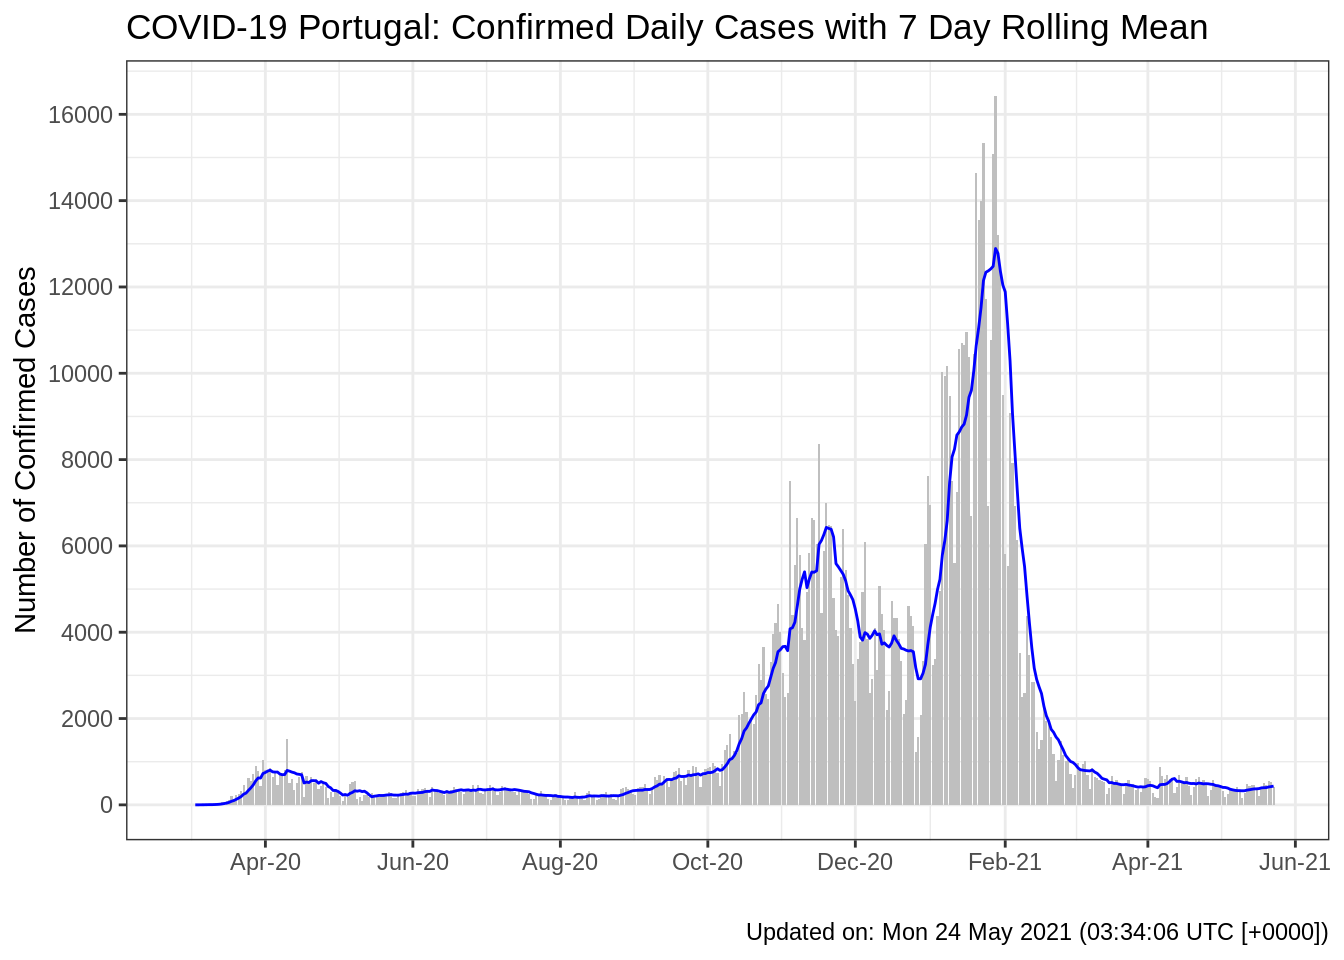 COVID-19 Portugal: Confirmed Daily Cases with 7 Day Rolling Mean
Number of Confirmed Cases
16000
14000
12000
10000
8000
6000
4000
2000
0
Apr-20 Jun-20 Aug-20 Oct-20 Dec-20 Feb-21 Apr-21 Jun-21
Updated on: Mon 24 May 2021 (03:34:06 UTC [+0000])